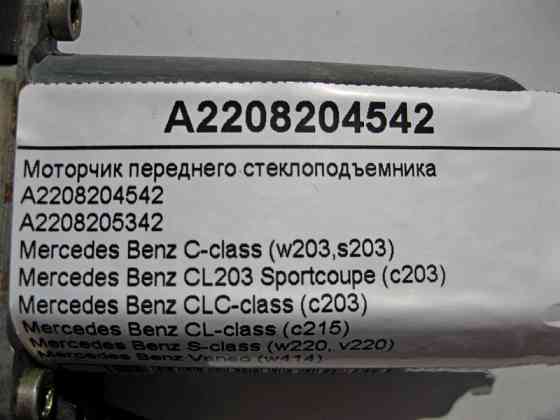 A2208204542
Моторчик переднего стеклоподъемника
A2208204542
A2208205342
Mercedes Benz C-class (w203,s203)
Mercedes Benz CL203 Sportcoupe (c203)
Mercedes Benz CLC-class (c203)
Mercedes Benz CL-class (c215)
Mercedes Benz S-class (w220, v220)
Mercedes Benz Vaneo (w414)